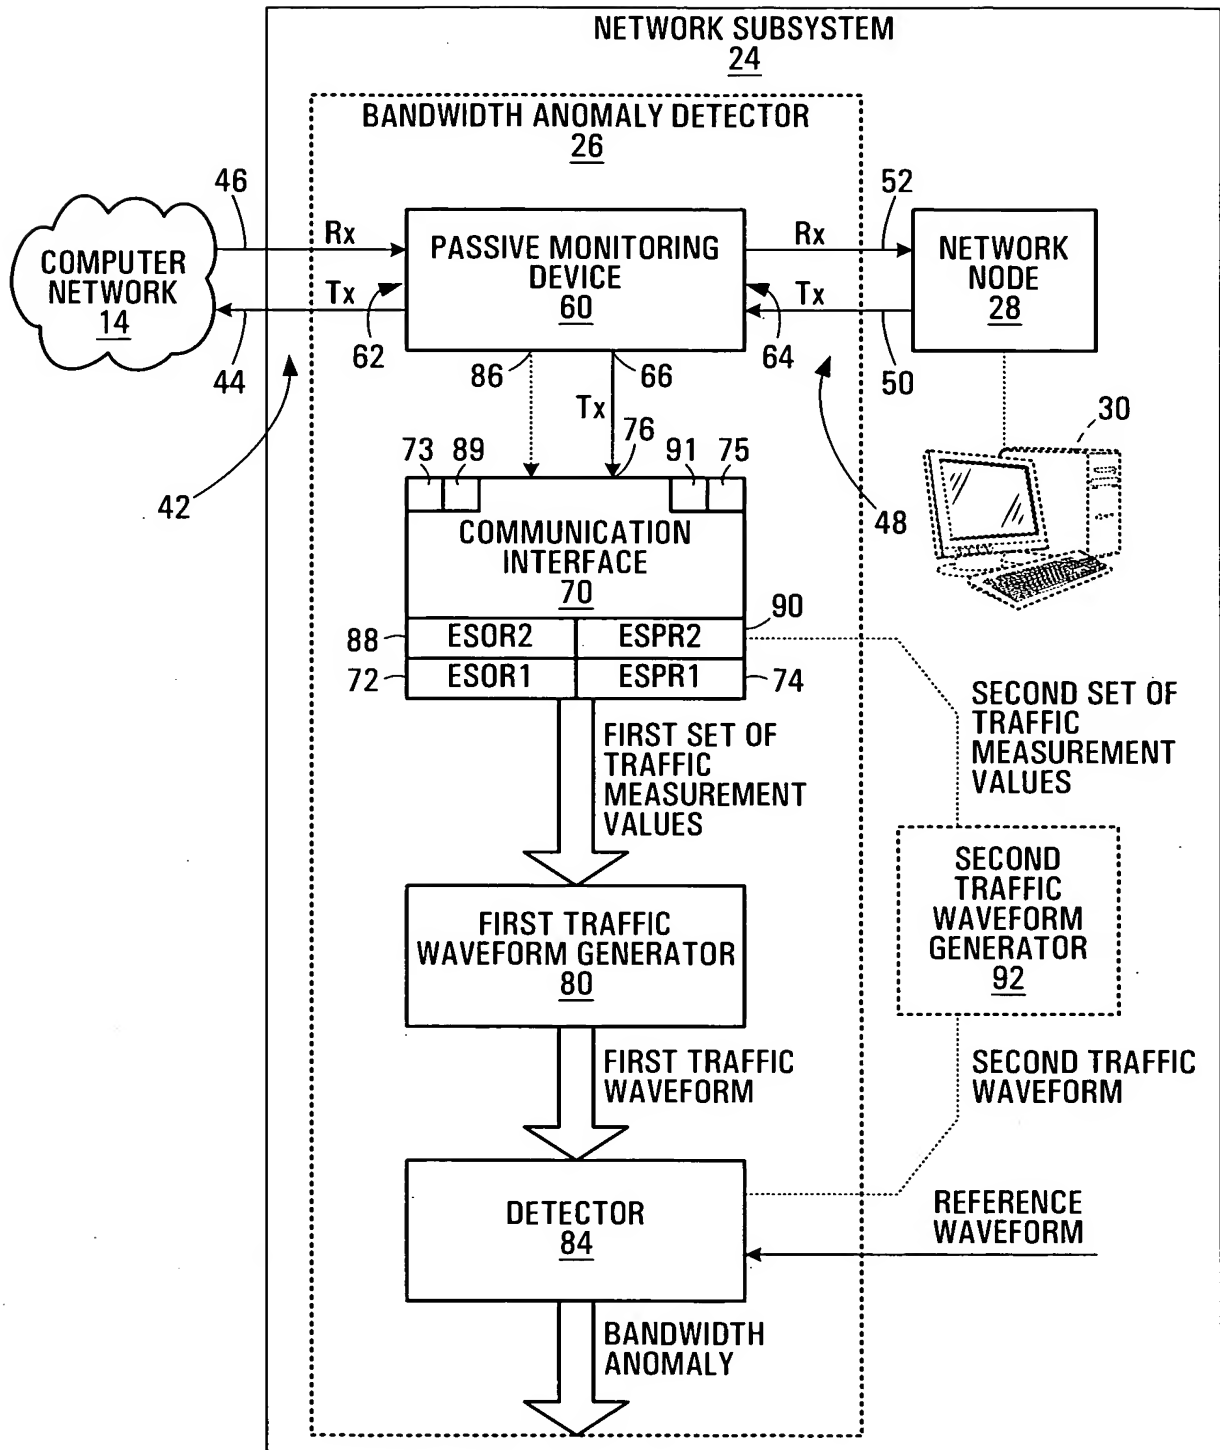 NETWORK SUBSYSTEM
24
BANDWIDTH ANOMALY DETECTOR
26
46
52
Rx
Rx
COMPUTER
NETWORK
14
PASSIVE MONITORING
DEVICE
60
NETWORK
NODE
28
Tx
Tx
62
64
44
86
66
50
Tx
76
30
73
89
91
75
42
48
COMMUNICATION
INTERFACE
70
90
88
ESOR2
ESPR2
72
ESOR1
ESPR1
74
FIRST SET OF
TRAFFIC
MEASUREMENT
VALUES
SECOND SET OF
TRAFFIC
MEASUREMENT
VALUES
FIRST TRAFFIC
WAVEFORM GENERATOR
80
SECOND
TRAFFIC
WAVEFORM
GENERATOR
92
FIRST TRAFFIC
WAVEFORM
SECOND TRAFFIC
WAVEFORM
DETECTOR
84
REFERENCE
WAVEFORM
BANDWIDTH
ANOMALY